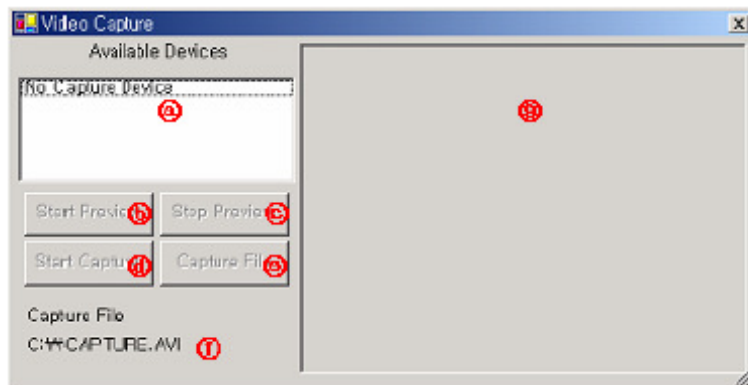 Video Capture
Available Devices
No Capture Device
ⓐ
ⓖ
Start Preview ⓑ
Stop Preview ⓒ
Start Capture ⓓ
Capture File ⓔ
Capture File
C:₩CAPTURE.AVI ⓕ